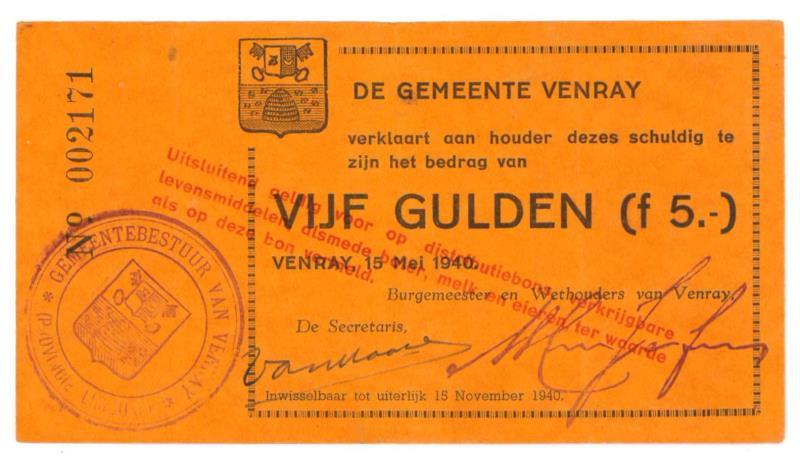 Nº 002171
DE GEMEENTE VENRAY
verklaart aan houder dezes schuldig te
zijn het bedrag van
VIJF GULDEN (f 5.-)
VENRAY, 15 Mei 1940.
Burgemeester en Wethouders van Venray,
De Secretaris,
Inwisselbaar tot uiterlijk 15 November 1940.
Uitsluitend geldig voor op distributiebons verkrijgbare
levensmiddelen alsmede boter, melk en eieren ter waarde
als op deze bon vermeld.
* GEMEENTEBESTUUR VAN VENRAY *